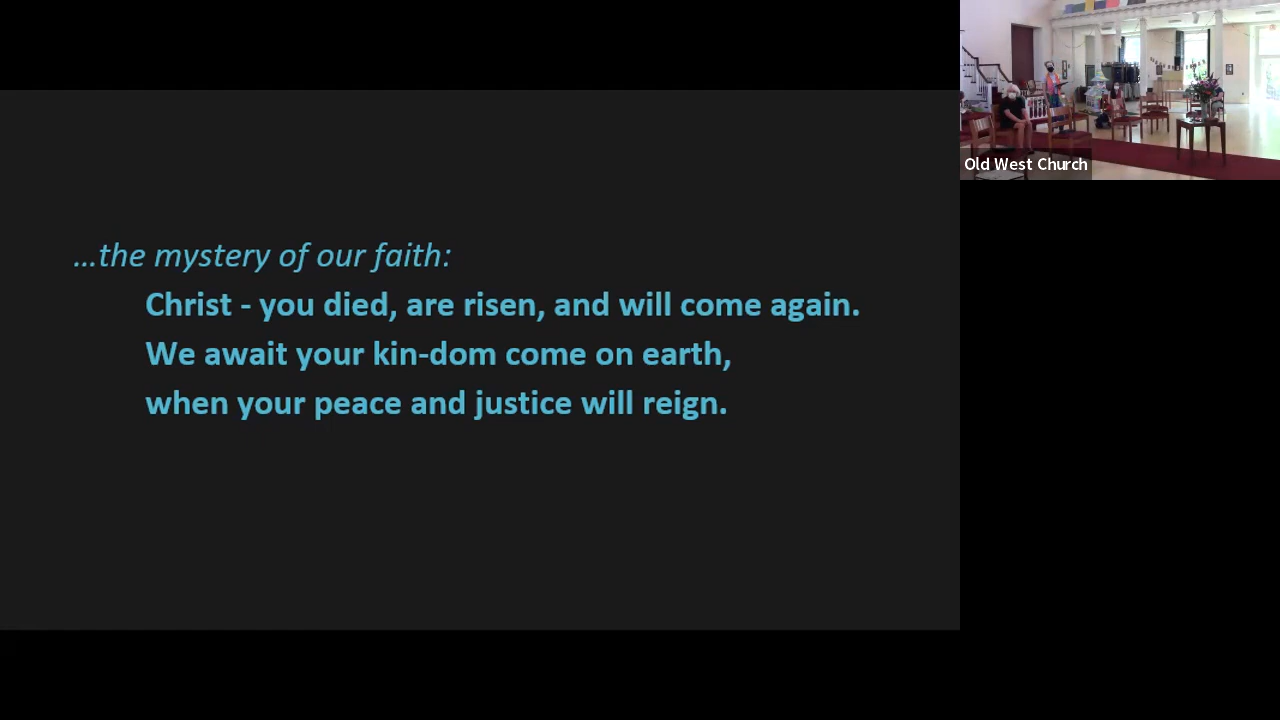 …the mystery of our faith:
Christ - you died, are risen, and will come again.
We await your kin-dom come on earth,
when your peace and justice will reign.
Old West Church